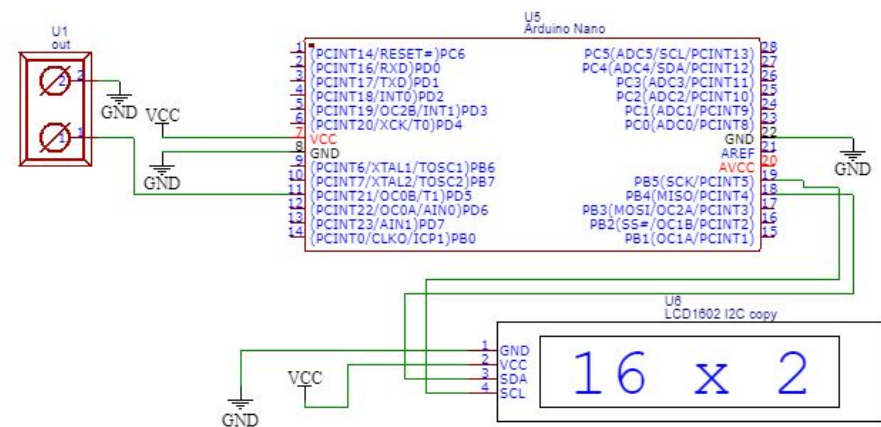 U1
out
2 2
1 1
GND
VCC
GND
U5
Arduino Nano
1 (PCINT14/RESET#)PC6
2 (PCINT16/RXD)PD0
3 (PCINT17/TXD)PD1
4 (PCINT18/INT0)PD2
5 (PCINT19/OC2B/INT1)PD3
6 (PCINT20/XCK/T0)PD4
7 VCC
8 GND
9 (PCINT6/XTAL1/TOSC1)PB6
10 (PCINT7/XTAL2/TOSC2)PB7
11 (PCINT21/OC0B/T1)PD5
12 (PCINT22/OC0A/AIN0)PD6
13 (PCINT23/AIN1)PD7
14 (PCINT0/CLKO/ICP1)PB0
PC5(ADC5/SCL/PCINT13) 28
PC4(ADC4/SDA/PCINT12) 27
PC3(ADC3/PCINT11) 26
PC2(ADC2/PCINT10) 25
PC1(ADC1/PCINT9) 24
PC0(ADC0/PCINT8) 23
GND 22
AREF 21
AVCC 20
PB5(SCK/PCINT5) 19
PB4(MISO/PCINT4) 18
PB3(MOSI/OC2A/PCINT3) 17
PB2(SS#/OC1B/PCINT2) 16
PB1(OC1A/PCINT1) 15
GND
U6
LCD1602 I2C copy
1 GND
2 VCC
3 SDA
4 SCL
16 x 2
VCC
GND